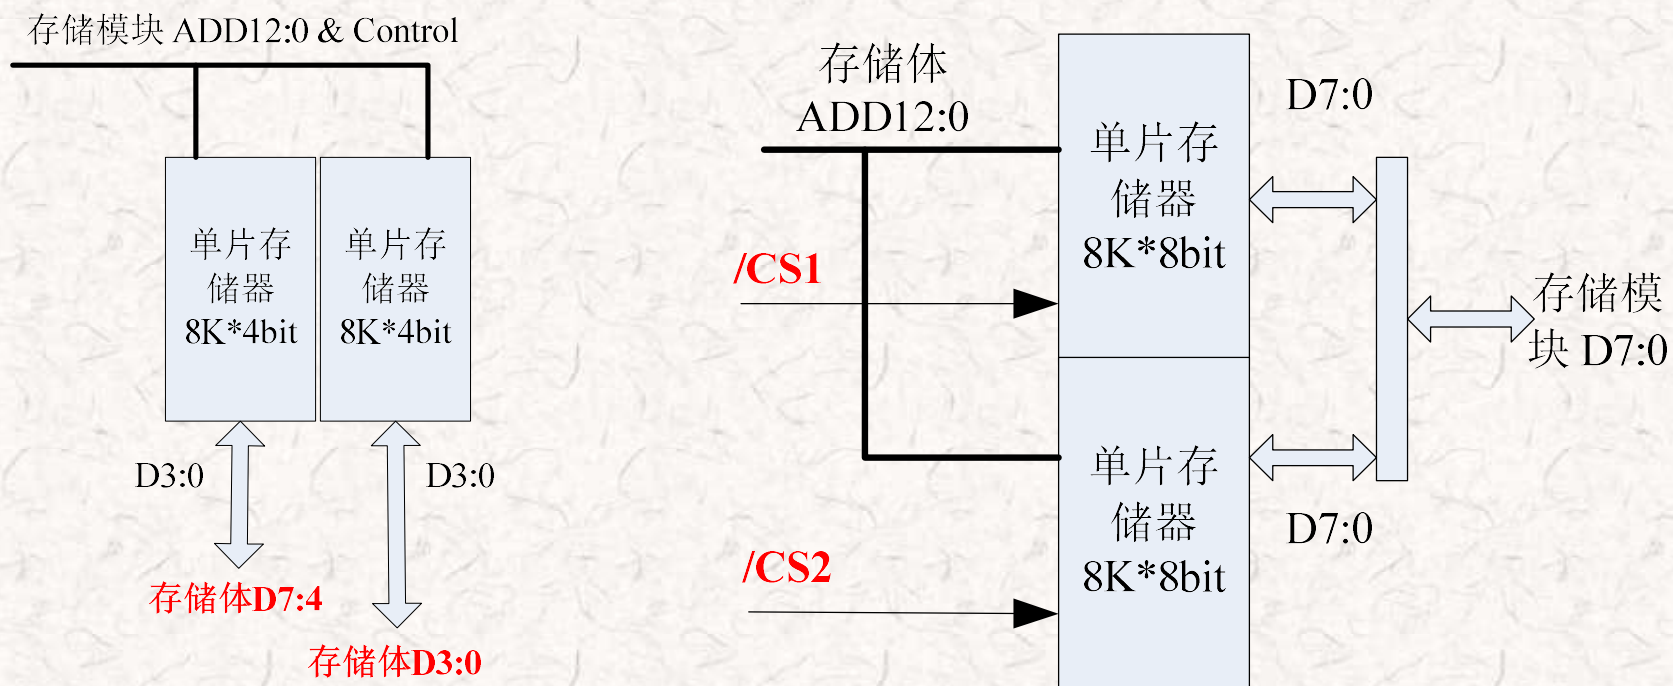 存储模块 ADD12:0 & Control
单片存
储器
8K*4bit
单片存
储器
8K*4bit
D3:0
D3:0
存储体D7:4
存储体D3:0
存储体
ADD12:0
/CS1
/CS2
单片存
储器
8K*8bit
单片存
储器
8K*8bit
D7:0
D7:0
存储模
块 D7:0